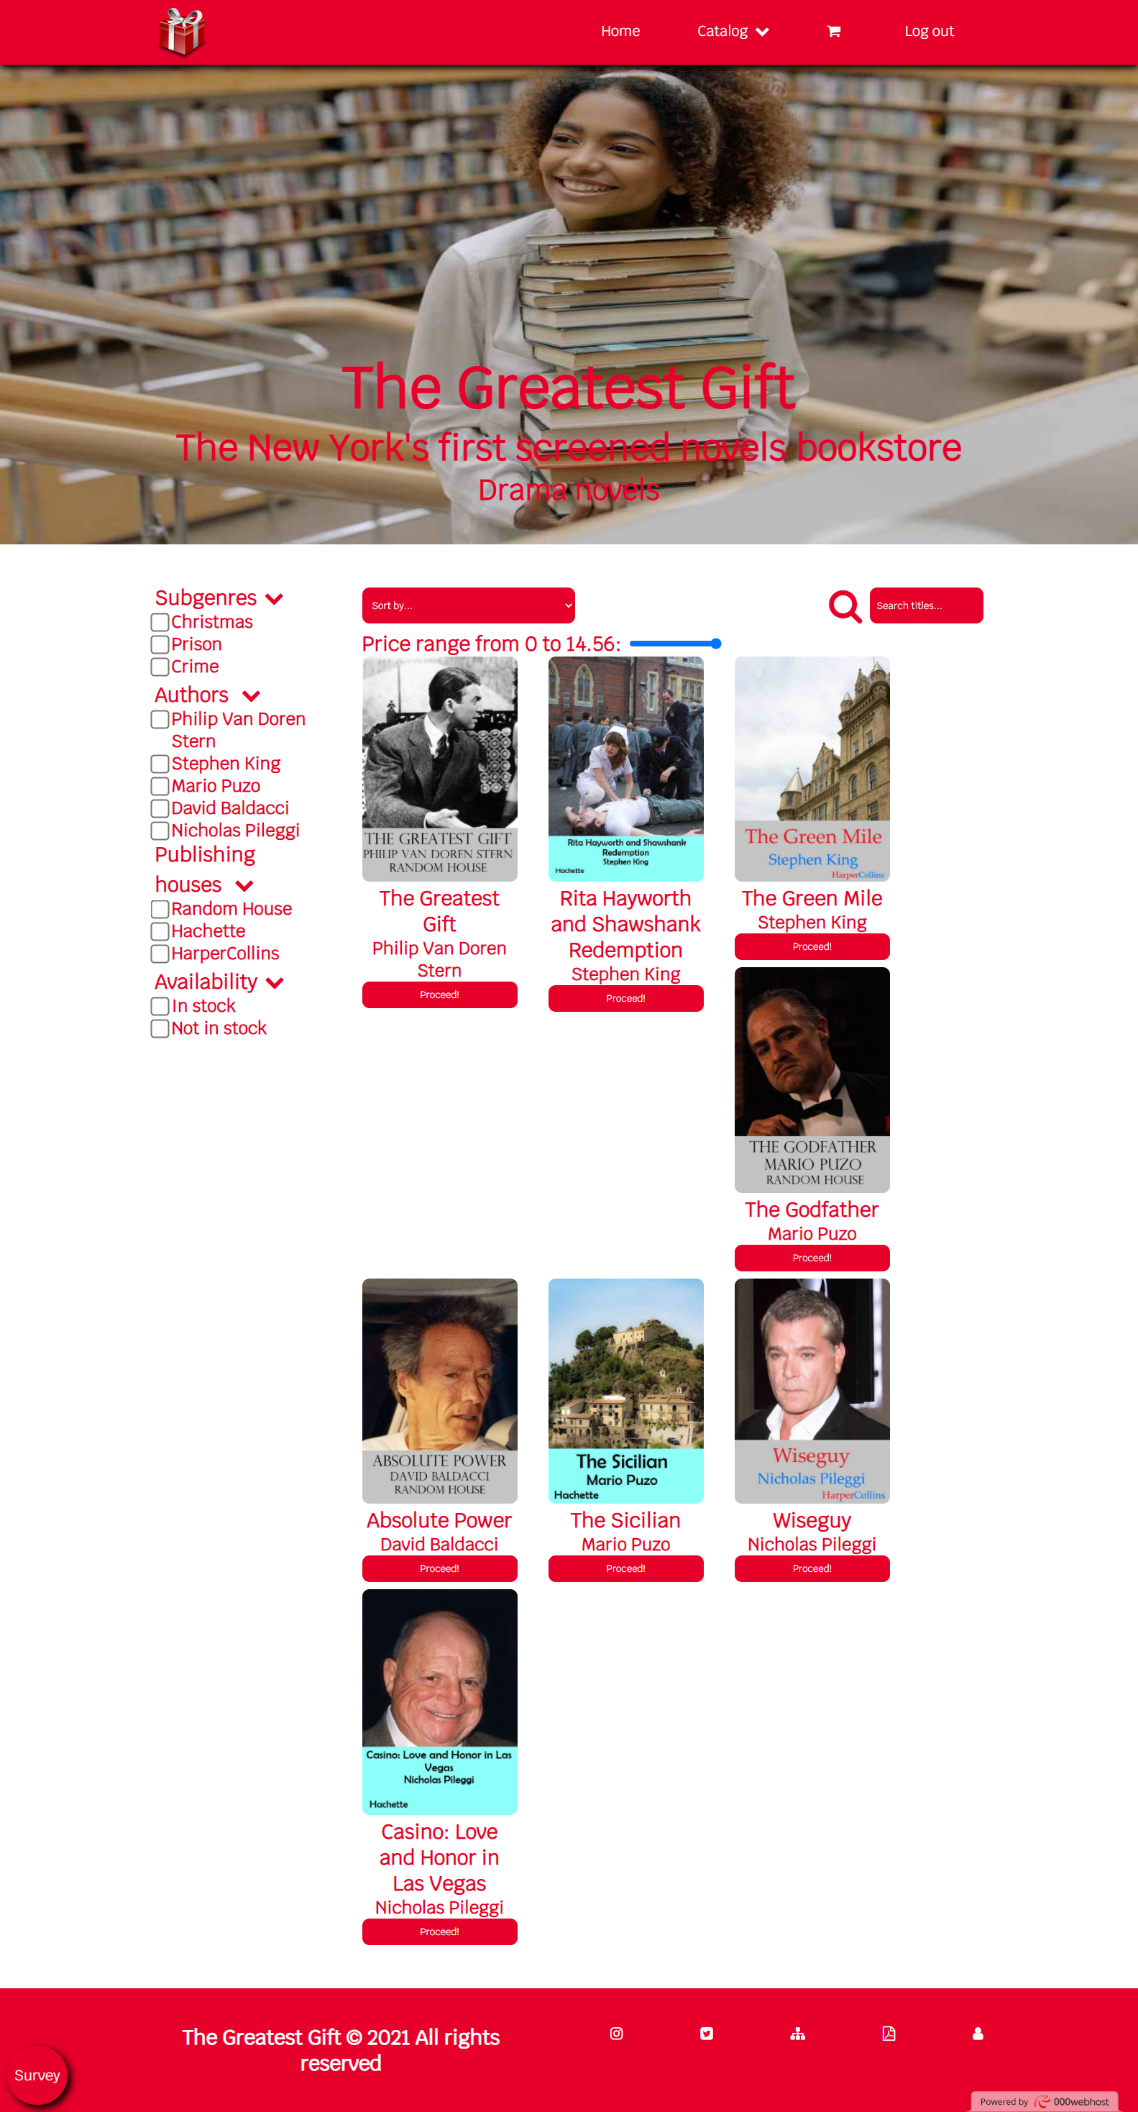 Home
Catalog
Log out
The Greatest Gift
The New York's first screened novels bookstore
Drama novels
Subgenres
Christmas
Prison
Crime
Authors
Philip Van Doren
Stern
Stephen King
Mario Puzo
David Baldacci
Nicholas Pileggi
Publishing
houses
Random House
Hachette
HarperCollins
Availability
In stock
Not in stock
Sort by...
Search titles...
Price range from 0 to 14.56:
THE GREATEST GIFT
PHILIP VAN DOREN STERN
RANDOM HOUSE
The Greatest
Gift
Philip Van Doren
Stern
Proceed!
Rita Hayworth and Shawshank
Redemption
Stephen King
Hachette
Rita Hayworth
and Shawshank
Redemption
Stephen King
Proceed!
The Green Mile
Stephen King
HarperCollins
The Green Mile
Stephen King
Proceed!
THE GODFATHER
MARIO PUZO
RANDOM HOUSE
The Godfather
Mario Puzo
Proceed!
ABSOLUTE POWER
DAVID BALDACCI
RANDOM HOUSE
Absolute Power
David Baldacci
Proceed!
The Sicilian
Mario Puzo
Hachette
The Sicilian
Mario Puzo
Proceed!
Wiseguy
Nicholas Pileggi
HarperCollins
Wiseguy
Nicholas Pileggi
Proceed!
Casino: Love and Honor in Las
Vegas
Nicholas Pileggi
Hachette
Casino: Love
and Honor in
Las Vegas
Nicholas Pileggi
Proceed!
The Greatest Gift © 2021 All rights
reserved
Survey
Powered by 000webhost